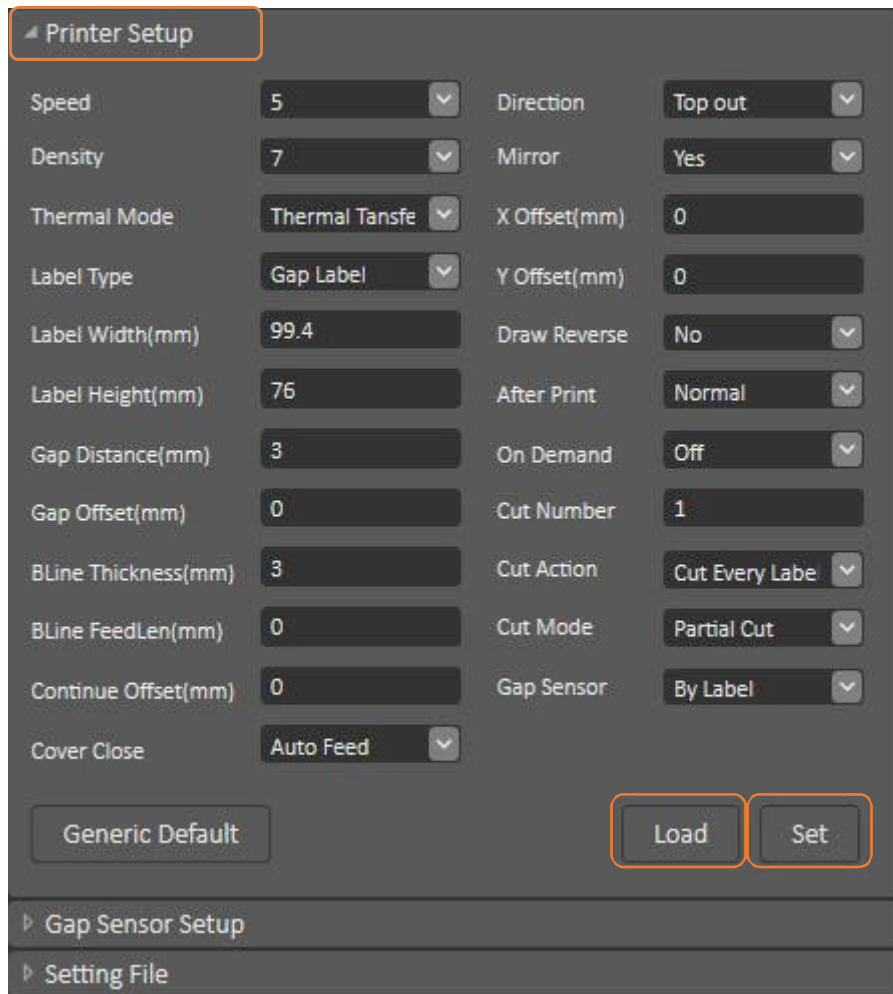 Printer Setup
Speed 5 Direction Top out
Density 7 Mirror Yes
Thermal Mode Thermal Tansfe X Offset(mm) 0
Label Type Gap Label Y Offset(mm) 0
Label Width(mm) 99.4 Draw Reverse No
Label Height(mm) 76 After Print Normal
Gap Distance(mm) 3 On Demand Off
Gap Offset(mm) 0 Cut Number 1
BLine Thickness(mm) 3 Cut Action Cut Every Labe
BLine FeedLen(mm) 0 Cut Mode Partial Cut
Continue Offset(mm) 0 Gap Sensor By Label
Cover Close Auto Feed
Generic Default Load Set
Gap Sensor Setup
Setting File